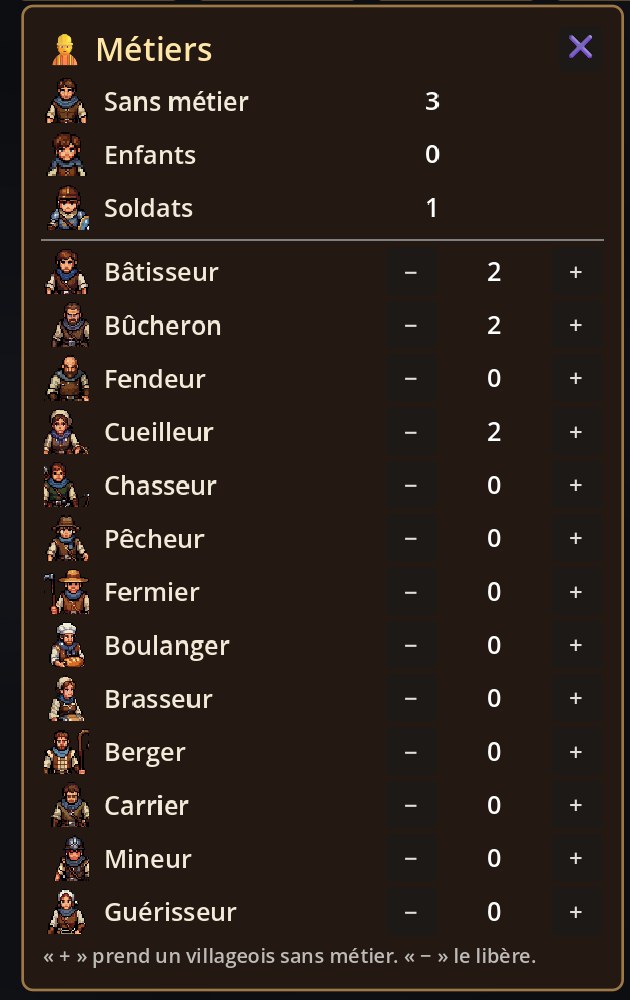 Métiers
Sans métier 3
Enfants 0
Soldats 1
Bâtisseur − 2 +
Bûcheron − 2 +
Fendeur − 0 +
Cueilleur − 2 +
Chasseur − 0 +
Pêcheur − 0 +
Fermier − 0 +
Boulanger − 0 +
Brasseur − 0 +
Berger − 0 +
Carrier − 0 +
Mineur − 0 +
Guérisseur − 0 +
« + » prend un villageois sans métier. « − » le libère.